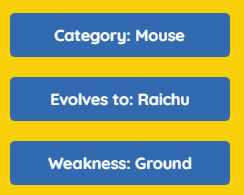 Category: Mouse
Evolves to: Raichu
Weakness: Ground